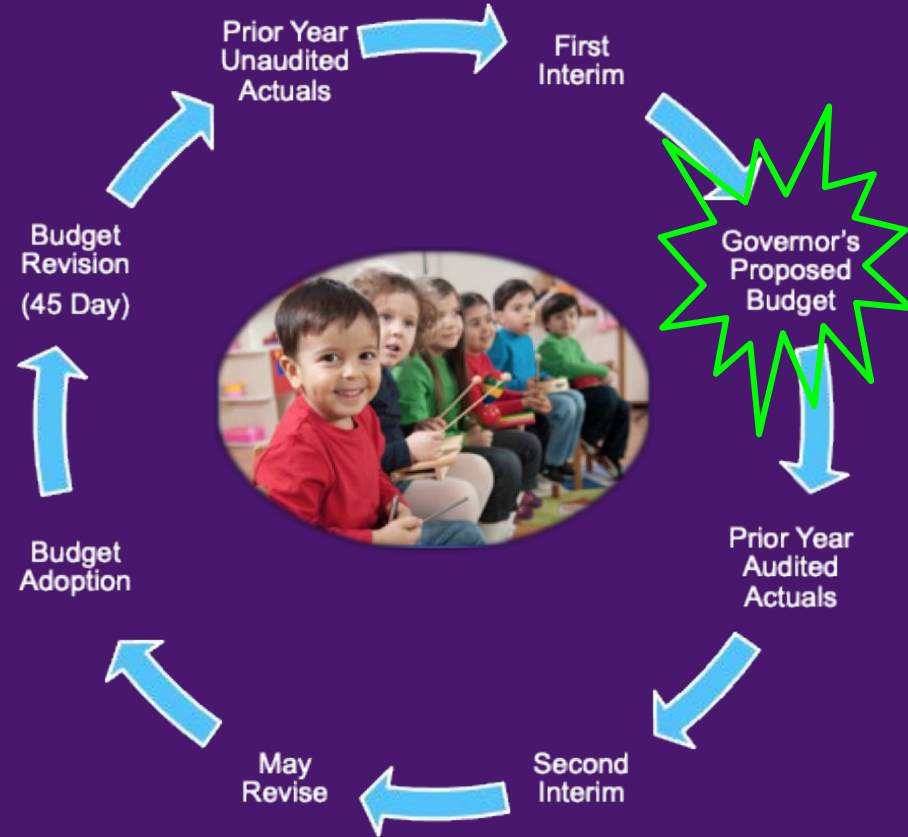 Prior Year
Unaudited
Actuals
First
Interim
Governor's
Proposed
Budget
Prior Year
Audited
Actuals
Second
Interim
May
Revise
Budget
Adoption
Budget
Revision
(45 Day)